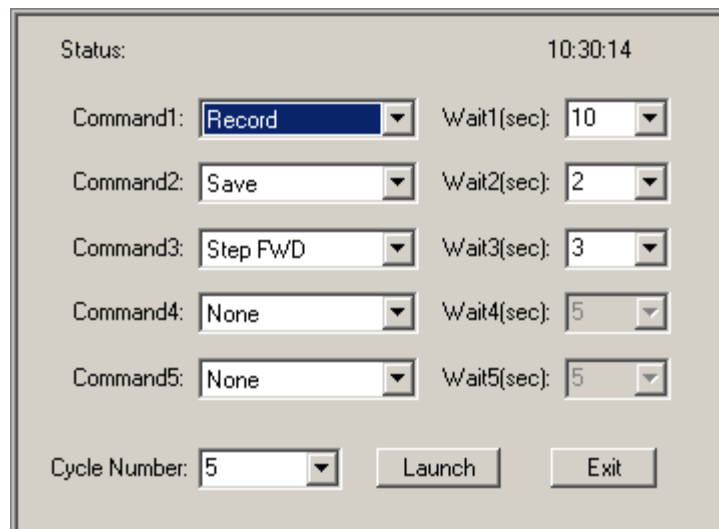 Status: 10:30:14
Command1: Record Wait1(sec): 10
Command2: Save Wait2(sec): 2
Command3: Step FWD Wait3(sec): 3
Command4: None Wait4(sec): 5
Command5: None Wait5(sec): 5
Cycle Number: 5 Launch Exit